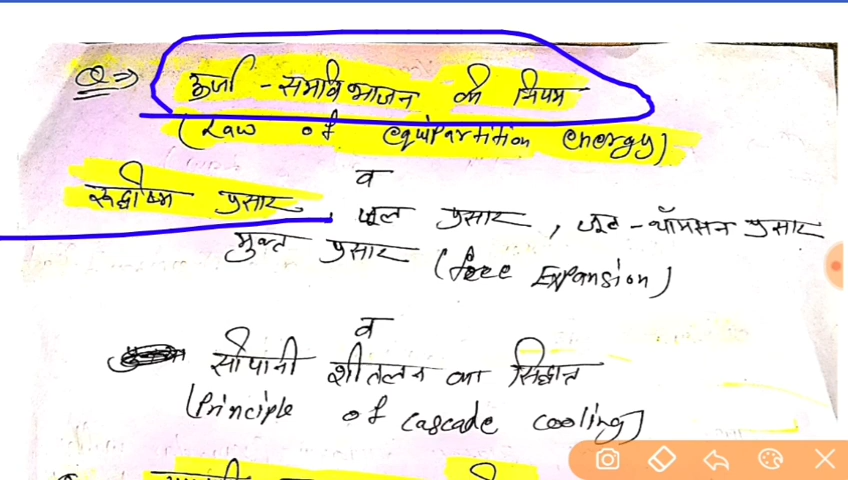 Q ⇒ ऊर्जा - समविभाजन का नियम
(Law of equipartition energy)
व
रूद्धोष्म प्रसार, जूल प्रसार, जूल-थॉमसन प्रसार
मुक्त प्रसार (free Expansion)
व
सोपानी शीतलन का सिद्धान्त
(Principle of cascade cooling)